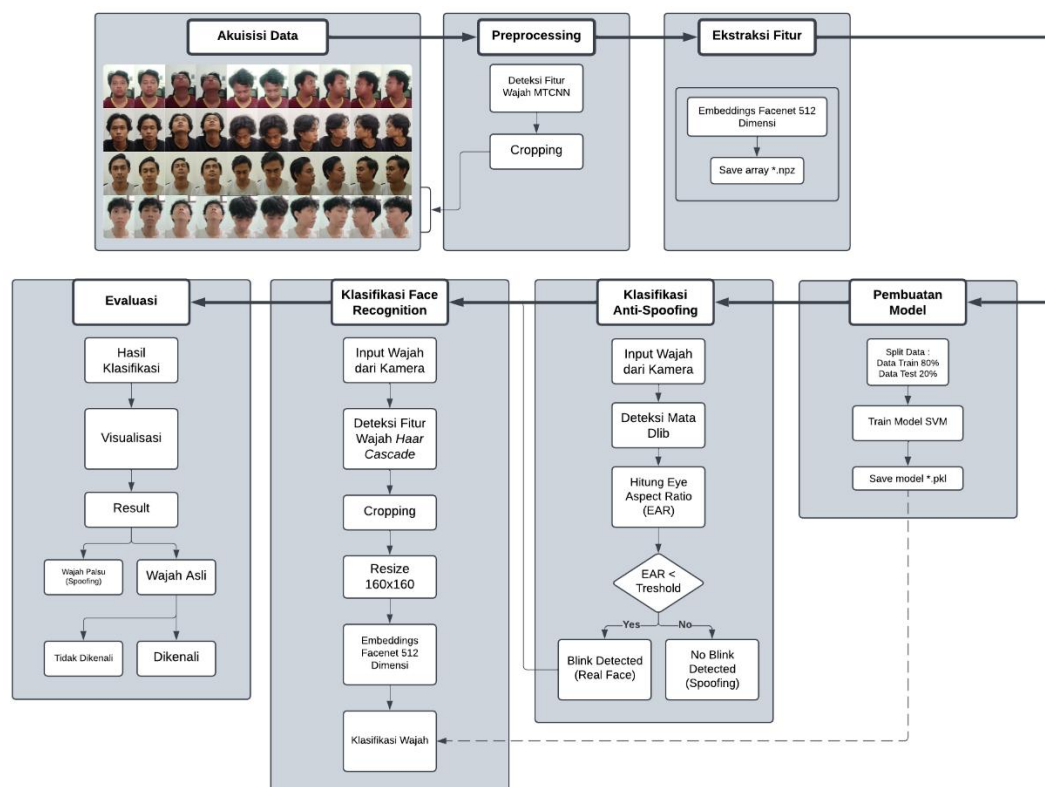 Akuisisi Data
Preprocessing
Deteksi Fitur
Wajah MTCNN
Cropping
Ekstraksi Fitur
Embeddings Facenet 512
Dimensi
Save array *.npz
Pembuatan
Model
Split Data :
Data Train 80%
Data Test 20%
Train Model SVM
Save model *.pkl
Klasifikasi
Anti-Spoofing
Input Wajah
dari Kamera
Deteksi Mata
Dlib
Hitung Eye
Aspect Ratio
(EAR)
EAR <
Treshold
Yes
No
Blink Detected
(Real Face)
No Blink
Detected
(Spoofing)
Klasifikasi Face
Recognition
Input Wajah
dari Kamera
Deteksi Fitur
Wajah Haar
Cascade
Cropping
Resize
160x160
Embeddings
Facenet 512
Dimensi
Klasifikasi Wajah
Evaluasi
Hasil
Klasifikasi
Visualisasi
Result
Wajah Palsu
(Spoofing)
Wajah Asli
Tidak Dikenali
Dikenali